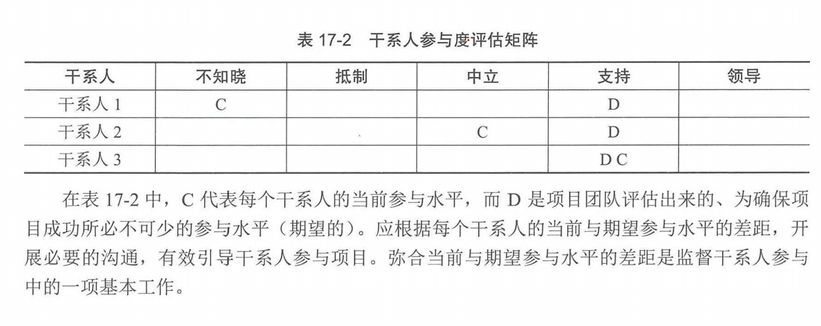 表 17-2 干系人参与度评估矩阵
干系人 不知晓 抵制 中立 支持 领导
干系人 1 C D
干系人 2 C D
干系人 3 D C
在表 17-2 中，C 代表每个干系人的当前参与水平，而 D 是项目团队评估出来的、为确保项
目成功所必不可少的参与水平（期望的）。应根据每个干系人的当前与期望参与水平的差距，开
展必要的沟通，有效引导干系人参与项目。弥合当前与期望参与水平的差距是监督干系人参与
中的一项基本工作。